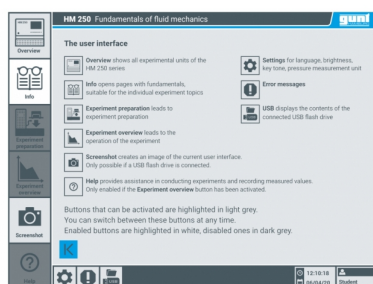 HM 250 Fundamentals of fluid mechanics
gunt
Overview
Info
Experiment
preparation
Experiment
overview
Screenshot
Help
The user interface
Overview shows all experimental units of the
HM 250 series
Info opens pages with fundamentals,
suitable for the individual experiment topics
Experiment preparation leads to
experiment preparation
Experiment overview leads to the
operation of the experiment
Screenshot creates an image of the current user interface.
Only possible if a USB flash drive is connected.
Help provides assistance in conducting experiments and recording measured values.
Only enabled if the Experiment overview button has been activated.
Settings for language, brightness,
key tone, pressure measurement unit
Error messages
USB displays the contents of the
connected USB flash drive
Buttons that can be activated are highlighted in light grey.
You can switch between these buttons at any time.
Enabled buttons are highlighted in white, disabled ones in dark grey.
12:10:18
06/04/20
Student